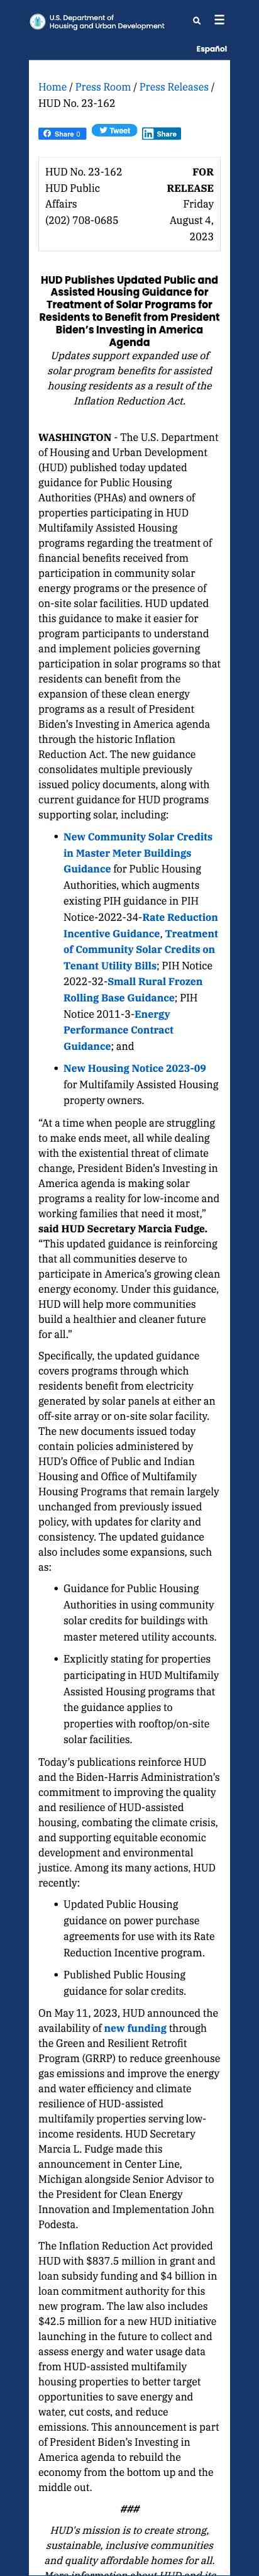 U.S. Department of
Housing and Urban Development
Español
Home / Press Room / Press Releases /
HUD No. 23-162
Share 0
Tweet
in Share
HUD No. 23-162
HUD Public
Affairs
(202) 708-0685
FOR
RELEASE
Friday
August 4,
2023
HUD Publishes Updated Public and
Assisted Housing Guidance for
Treatment of Solar Programs for
Residents to Benefit from President
Biden’s Investing in America
Agenda
Updates support expanded use of
solar program benefits for assisted
housing residents as a result of the
Inflation Reduction Act.
WASHINGTON - The U.S. Department
of Housing and Urban Development
(HUD) published today updated
guidance for Public Housing
Authorities (PHAs) and owners of
properties participating in HUD
Multifamily Assisted Housing
programs regarding the treatment of
financial benefits received from
participation in community solar
energy programs or the presence of
on-site solar facilities. HUD updated
this guidance to make it easier for
program participants to understand
and implement policies governing
participation in solar programs so that
residents can benefit from the
expansion of these clean energy
programs as a result of President
Biden’s Investing in America agenda
through the historic Inflation
Reduction Act. The new guidance
consolidates multiple previously
issued policy documents, along with
current guidance for HUD programs
supporting solar, including:
• New Community Solar Credits
in Master Meter Buildings
Guidance for Public Housing
Authorities, which augments
existing PIH guidance in PIH
Notice-2022-34-Rate Reduction
Incentive Guidance, Treatment
of Community Solar Credits on
Tenant Utility Bills; PIH Notice
2022-32-Small Rural Frozen
Rolling Base Guidance; PIH
Notice 2011-3-Energy
Performance Contract
Guidance; and
• New Housing Notice 2023-09
for Multifamily Assisted Housing
property owners.
“At a time when people are struggling
to make ends meet, all while dealing
with the existential threat of climate
change, President Biden’s Investing in
America agenda is making solar
programs a reality for low-income and
working families that need it most,”
said HUD Secretary Marcia Fudge.
“This updated guidance is reinforcing
that all communities deserve to
participate in America’s growing clean
energy economy. Under this guidance,
HUD will help more communities
build a healthier and cleaner future
for all.”
Specifically, the updated guidance
covers programs through which
residents benefit from electricity
generated by solar panels at either an
off-site array or on-site solar facility.
The new documents issued today
contain policies administered by
HUD’s Office of Public and Indian
Housing and Office of Multifamily
Housing Programs that remain largely
unchanged from previously issued
policy, with updates for clarity and
consistency. The updated guidance
also includes some expansions, such
as:
• Guidance for Public Housing
Authorities in using community
solar credits for buildings with
master metered utility accounts.
• Explicitly stating for properties
participating in HUD Multifamily
Assisted Housing programs that
the guidance applies to
properties with rooftop/on-site
solar facilities.
Today’s publications reinforce HUD
and the Biden-Harris Administration’s
commitment to improving the quality
and resilience of HUD-assisted
housing, combating the climate crisis,
and supporting equitable economic
development and environmental
justice. Among its many actions, HUD
recently:
• Updated Public Housing
guidance on power purchase
agreements for use with its Rate
Reduction Incentive program.
• Published Public Housing
guidance for solar credits.
On May 11, 2023, HUD announced the
availability of new funding through
the Green and Resilient Retrofit
Program (GRRP) to reduce greenhouse
gas emissions and improve the energy
and water efficiency and climate
resilience of HUD-assisted
multifamily properties serving low-
income residents. HUD Secretary
Marcia L. Fudge made this
announcement in Center Line,
Michigan alongside Senior Advisor to
the President for Clean Energy
Innovation and Implementation John
Podesta.
The Inflation Reduction Act provided
HUD with $837.5 million in grant and
loan subsidy funding and $4 billion in
loan commitment authority for this
new program. The law also includes
$42.5 million for a new HUD initiative
launching in the future to collect and
assess energy and water usage data
from HUD-assisted multifamily
housing properties to better target
opportunities to save energy and
water, cut costs, and reduce
emissions. This announcement is part
of President Biden’s Investing in
America agenda to rebuild the
economy from the bottom up and the
middle out.
###
HUD's mission is to create strong,
sustainable, inclusive communities
and quality affordable homes for all.
More information about HUD and its